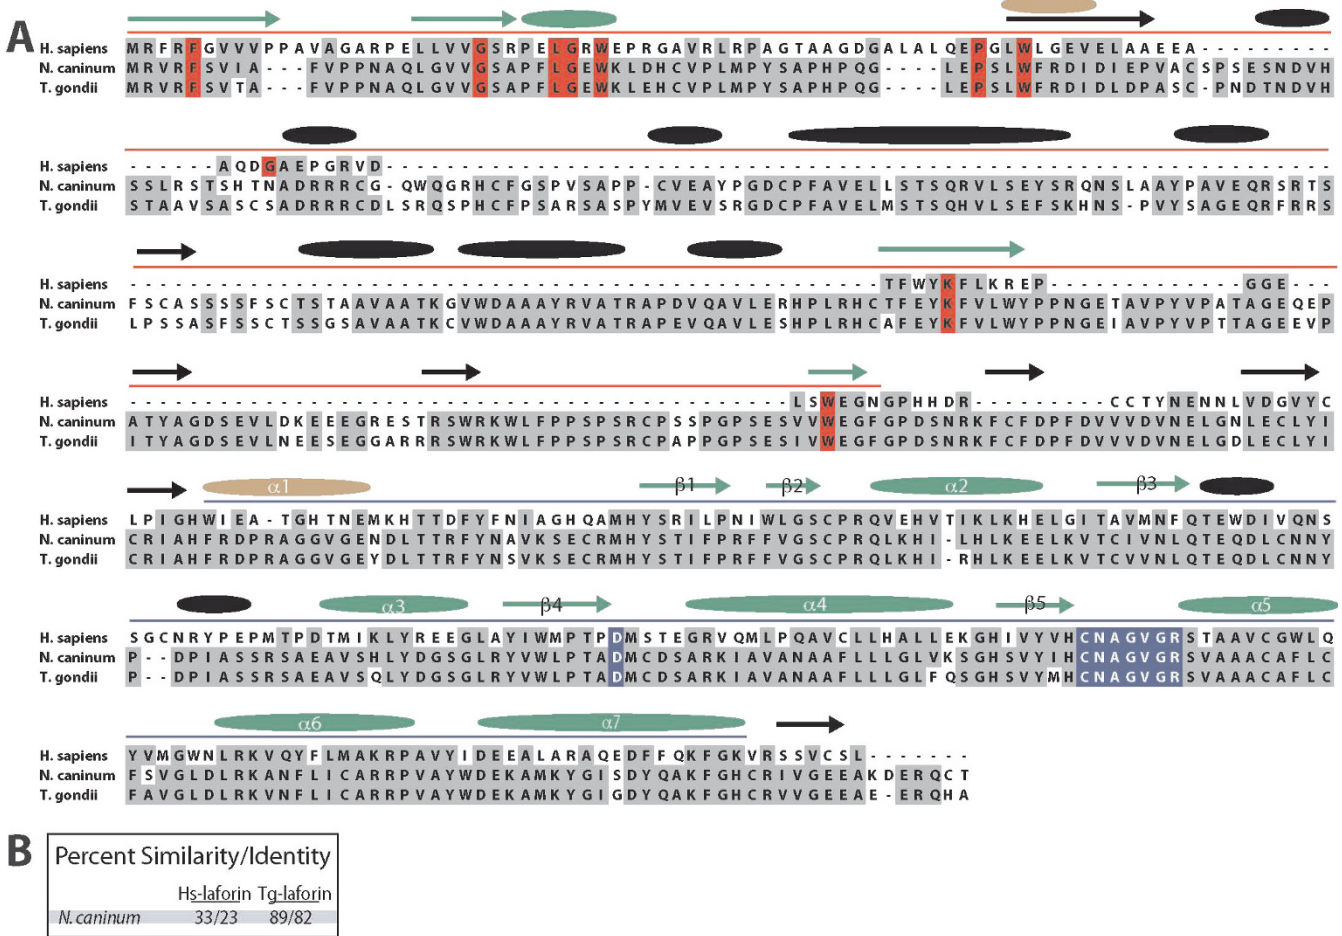 A
H. sapiens MRFRFGVVVPPAVAGARPELLVVGSRPELGRWEPRGAVRLRPAGTAAGDGALALQEPGLWLGEVELAAEEA---------
N. caninum MRVRFSVIA---FVPPNAQLGVVGSAPFLGEWKLDHCVPLMPYSAPHPQG----LEPSLWFRDIDIEPVACSPSESNDVH
T. gondii MRVRFSVTA---FVPPNAQLGVVGSAPFLGEWKLEHCVPLMPYSAPHPQG----LEPSLWFRDIDLDPASC-PNDTNDVH
H. sapiens ------AQDGAEPGRVD---------------------------------------------------------------
N. caninum SSLRSTSHTNADRRRCG-QWQGRHCFGSPVSAPP-CVEAYPGDCPFAVELLSTSQRVLSEYSRQNSLAAYPAVEQRSRTS
T. gondii STAAVSASCSADRRRCDLSRQSPHCFPSARSASPYMVEVSRGDCPFAVELMSTSQHVLSEFSKHNS-PVYSAGEQRFRRS
H. sapiens --------------------------------------------------TFWYKFLKREP-------------GGE---
N. caninum FSCASSSSFSCTSTAAVAATKGVWDAAAYRVATRAPDVQAVLERHPLRHCTFEYKFVLWYPPNGETAVPYVPATAGEQEP
T. gondii LPSSASFSSCTSSGSAVAATKCVWDAAAYRVATRAPEVQAVLESHPLRHCAFEYKFVLWYPPNGEIAVPYVPTTAGEEVP
H. sapiens --------------------------------------------LSWEGNGPHHDR---------CCTYNENNLVDGVYC
N. caninum ATYAGDSEVLDKEEEGRESTRSWRKWLFPPSPSRCPSSPGPSESVVWEGFGPDSNRKFCFDPFDVVVDVNELGNLECLYI
T. gondii ITYAGDSEVLNEESEGGARRRSWRKWLFPPSPSRCPAPPGPSESIVWEGFGPDSNRKFCFDPFDVVVDVNELGDLECLYI
α1 β1 β2 α2 β3
H. sapiens LPIGHWIEA-TGHTNEMKHTTDFYFNIAGHQAMHYSRILPNIWLGSCPRQVEHVTIKLKHELGITAVMNFQTEWDIVQNS
N. caninum CRIAHFRDPRAGGVGENDLTTRFYNAVKSECRMHYSTIFPRFFVGSCPRQLKHI-LHLKEELKVTCIVNLQTEQDLCNNY
T. gondii CRIAHFRDPRAGGVGEYDLTTRFYNSVKSECRMHYSTIFPRFFVGSCPRQLKHI-RHLKEELKVTCVVNLQTEQDLCNNY
α3 β4 α4 β5 α5
H. sapiens SGCNRYPEPMTPDTMIKLYREEGLAYIWMPTPDMSTEGRVQMLPQAVCLLHALLEKGHIVYVHCNAGVGRSTAAVCGWLQ
N. caninum P--DPIASSRSAEAVSHLYDGSGLRYVWLPTADMCDSARKIAVANAAFLLLGLVKSGHSVYIHCNAGVGRSVAAACAFLC
T. gondii P--DPIASSRSAEAVSQLYDGSGLRYVWLPTADMCDSARKIAVANAAFLLLGLFQSGHSVYMHCNAGVGRSVAAACAFLC
α6 α7
H. sapiens YVMGWNLRKVQYFLMAKRPAVYIDEEALARAQEDFFQKFGKVRSSVCSL-------
N. caninum FSVGLDLRKANFLICARRPVAYWDEKAMKYGISDYQAKFGHCRIVGEEAKDERQCT
T. gondii FAVGLDLRKVNFLICARRPVAYWDEKAMKYGIGDYQAKFGHCRVVGEEAE-ERQHA
B
Percent Similarity/Identity
Hs-laforin Tg-laforin
N. caninum 33/23 89/82